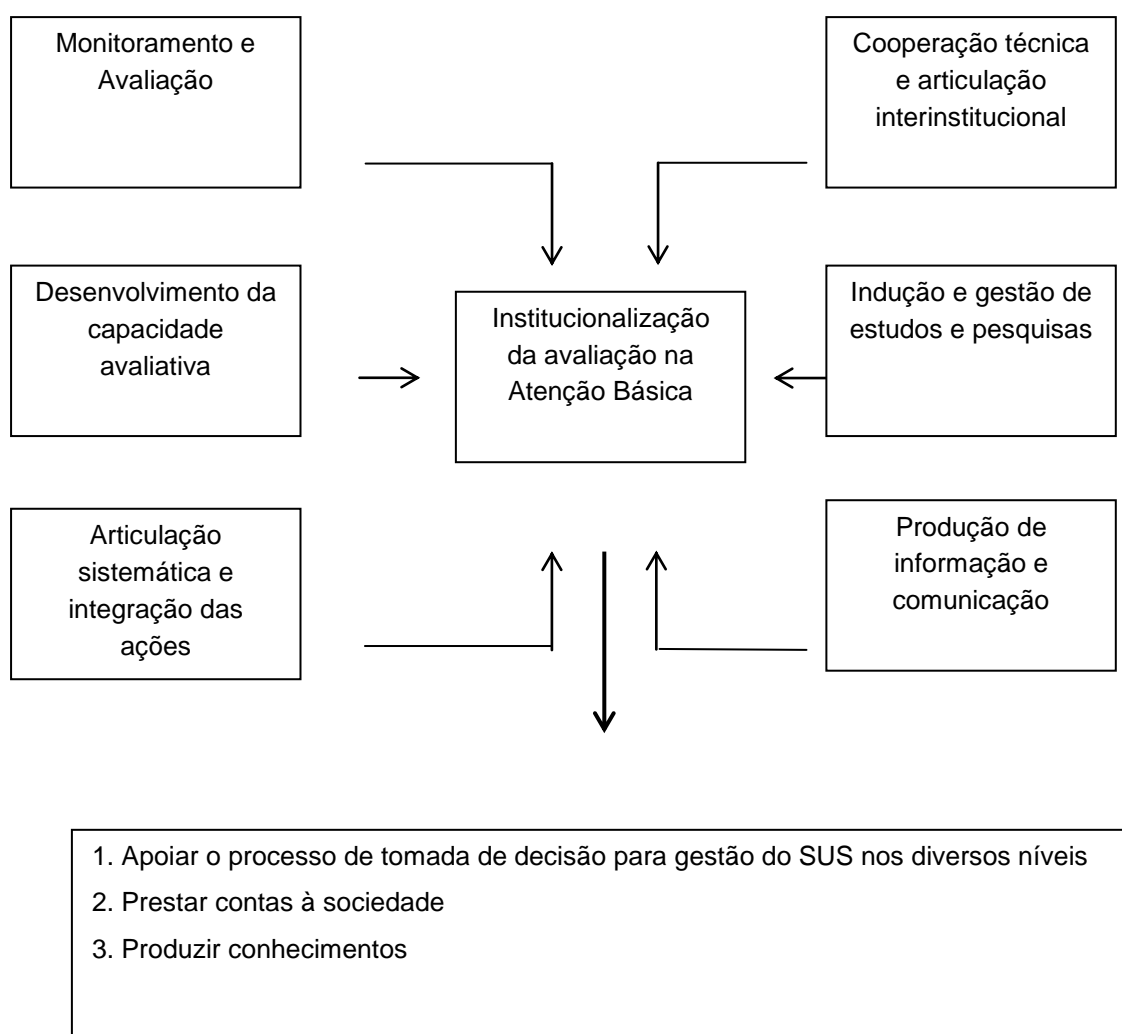 Monitoramento e
Avaliação
Cooperação técnica
e articulação
interinstitucional
Desenvolvimento da
capacidade
avaliativa
Institucionalização
da avaliação na
Atenção Básica
Indução e gestão de
estudos e pesquisas
Articulação
sistemática e
integração das
ações
Produção de
informação e
comunicação
1. Apoiar o processo de tomada de decisão para gestão do SUS nos diversos níveis
2. Prestar contas à sociedade
3. Produzir conhecimentos